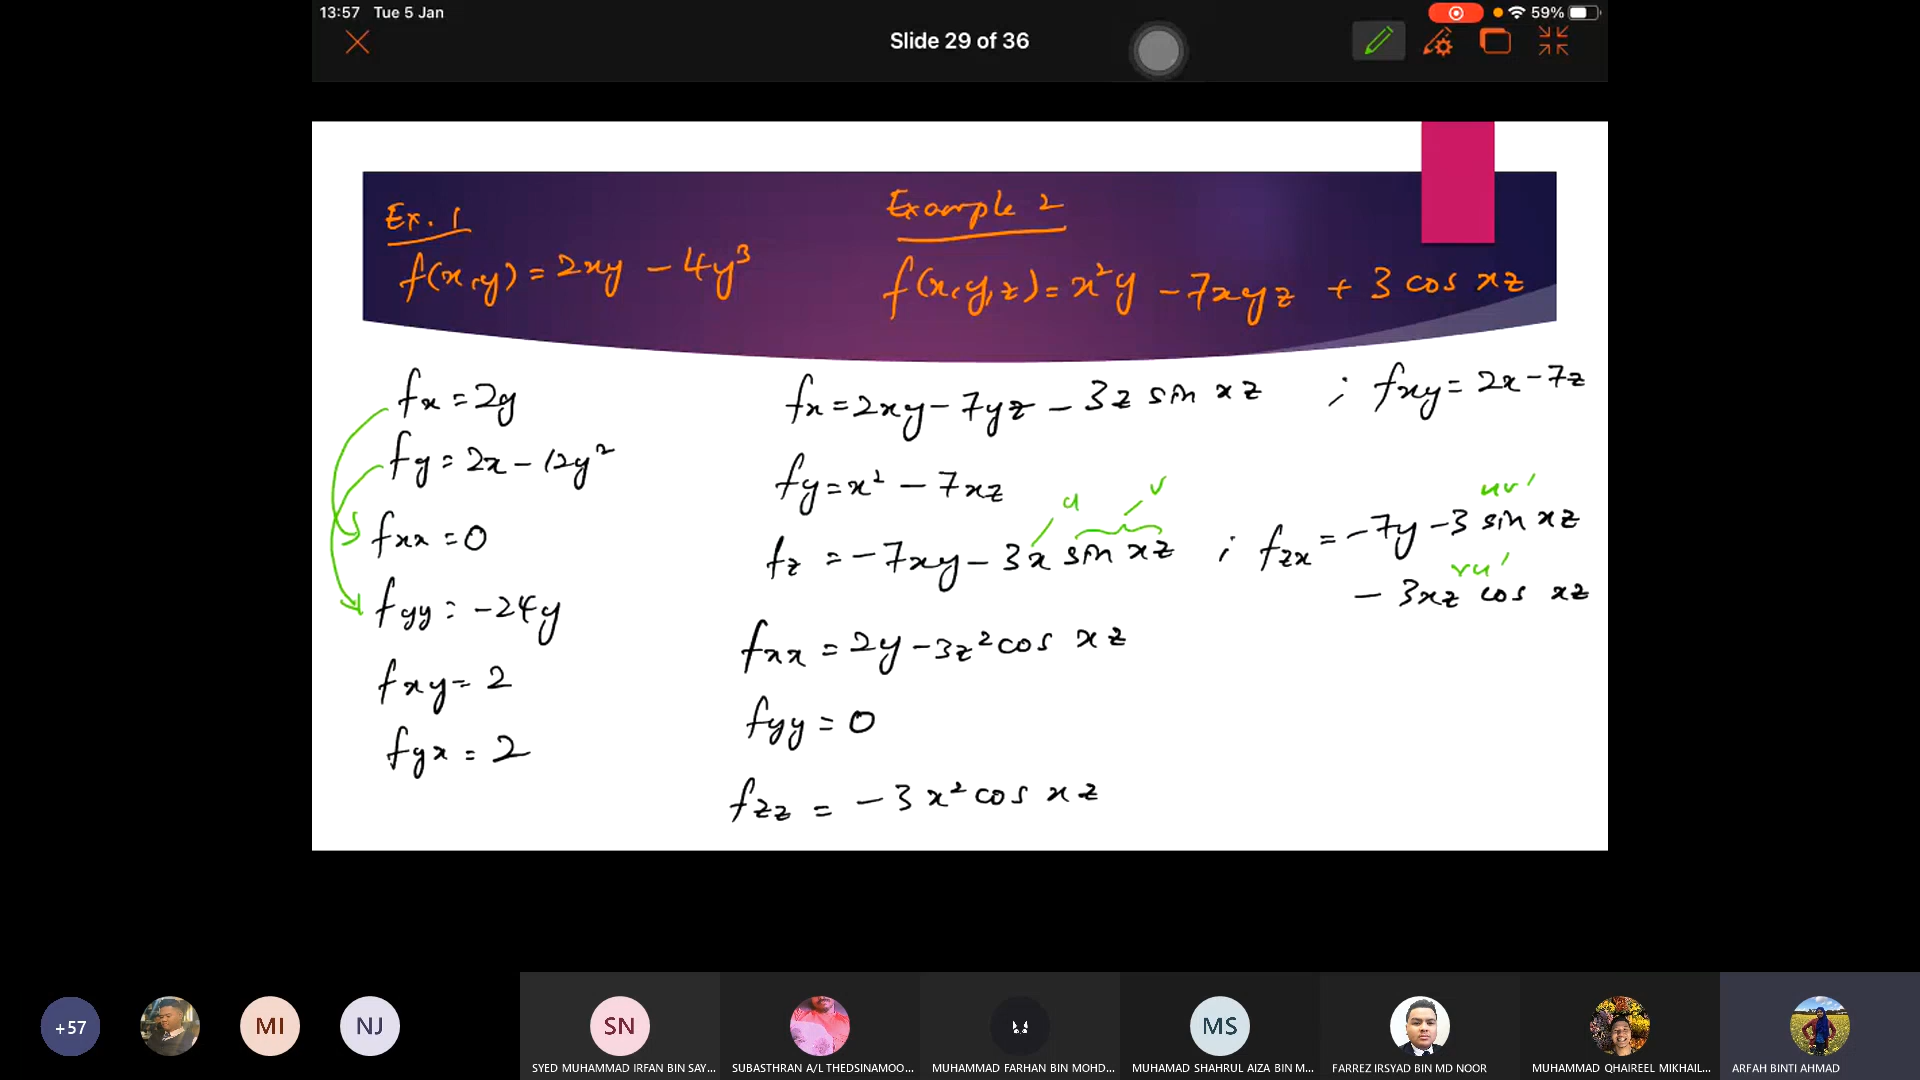 13:57 Tue 5 Jan
59%
Slide 29 of 36
Ex. 1
f(x,y) = 2xy - 4y³
Example 2
f(x,y,z) = x²y - 7xyz + 3 cos xz
fx = 2y
fy = 2x - 12y²
fxx = 0
fyy = -24y
fxy = 2
fyx = 2
fx = 2xy - 7yz - 3z sin xz ; fxy = 2x - 7z
fy = x² - 7xz
u v
fz = -7xy - 3x sin xz ; fzx = -7y - 3 sin xz
uv'
vu'
- 3xz cos xz
fxx = 2y - 3z² cos xz
fyy = 0
fzz = -3x² cos xz
+57
MI
NJ
SN
MS
SYED MUHAMMAD IRFAN BIN SAY...
SUBASTHRAN A/L THEDSINAMOO...
MUHAMMAD FARHAN BIN MOHD...
MUHAMAD SHAHRUL AIZA BIN M...
FARREZ IRSYAD BIN MD NOOR
MUHAMMAD QHAIREEL MIKHAIL...
ARFAH BINTI AHMAD